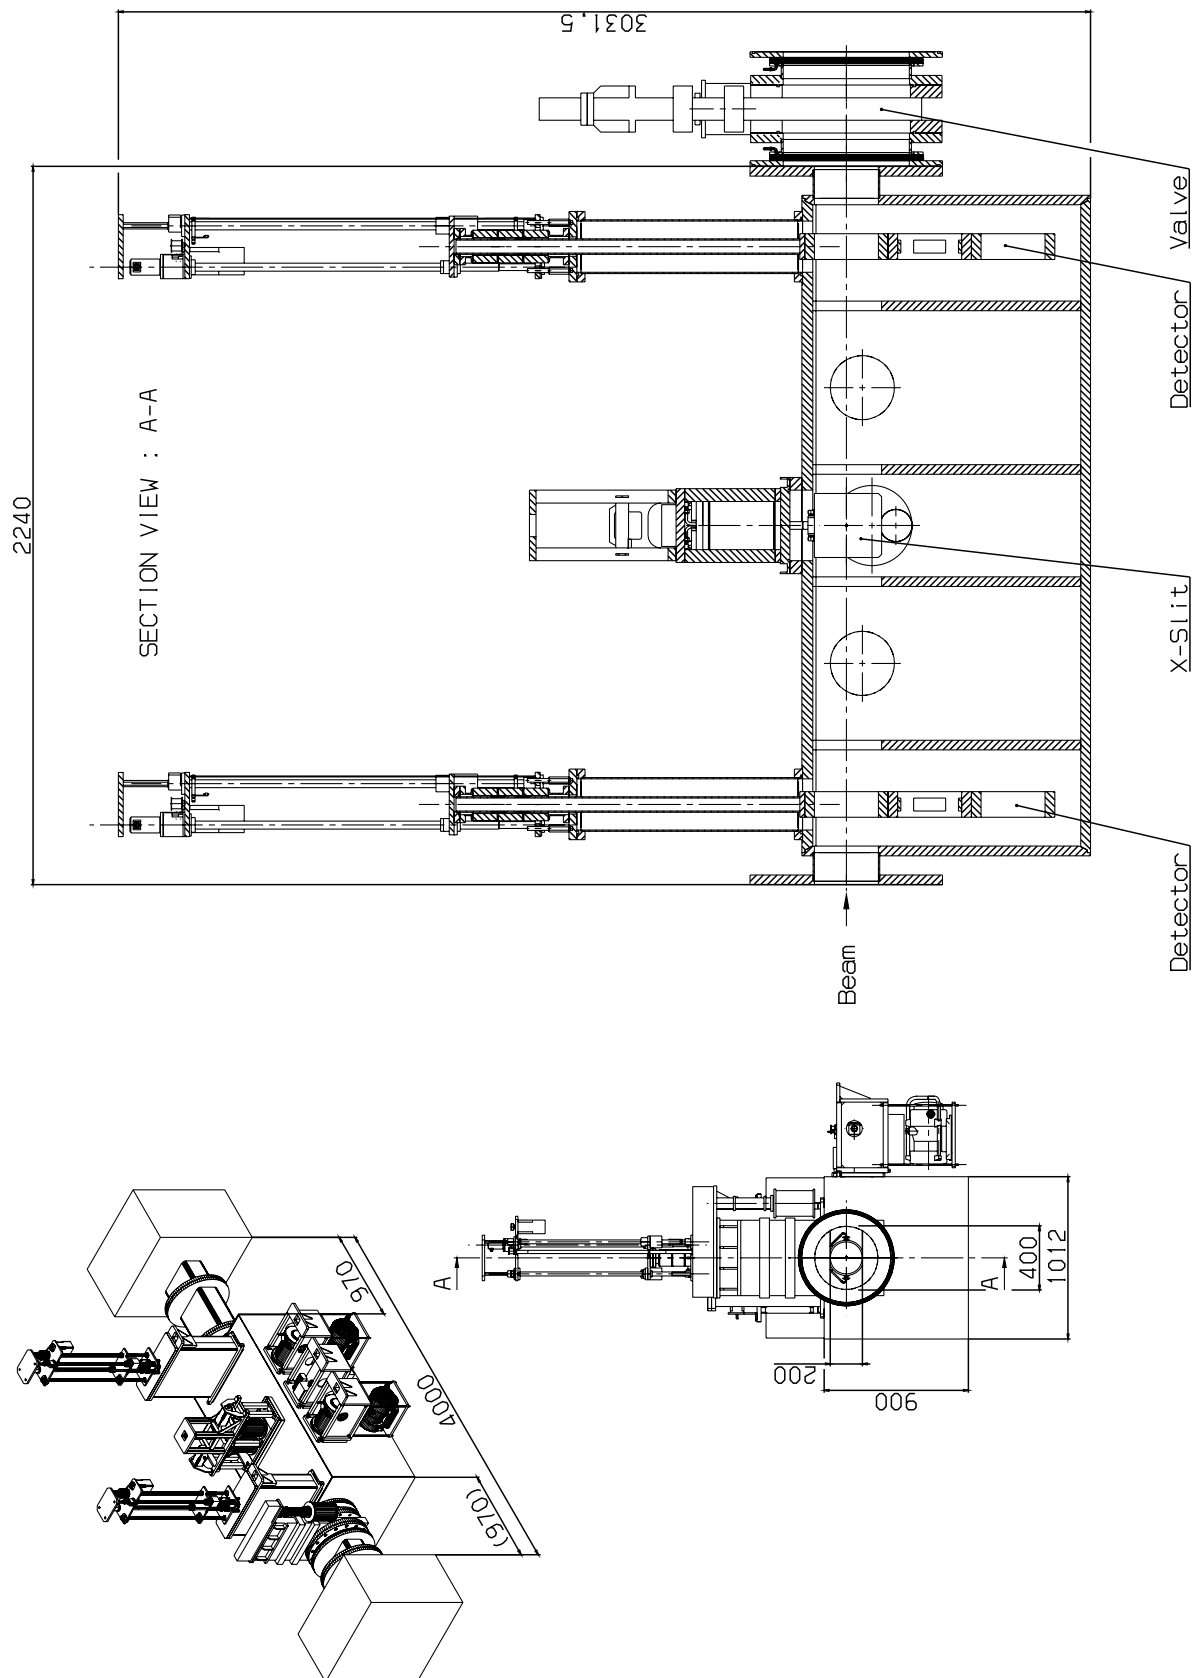 3031.5
2240
SECTION VIEW : A-A
Valve
Detector
X-Slit
Detector
Beam
970
4000
(970)
A
A
400
1012
200
900